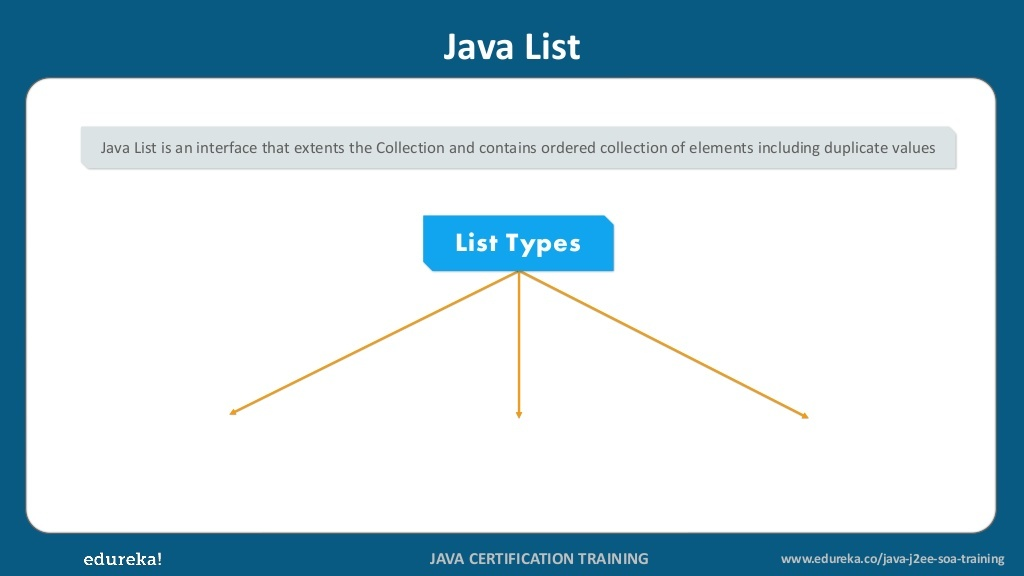 Java List
Java List is an interface that extents the Collection and contains ordered collection of elements including duplicate values
List Types
edureka!
JAVA CERTIFICATION TRAINING
www.edureka.co/java-j2ee-soa-training